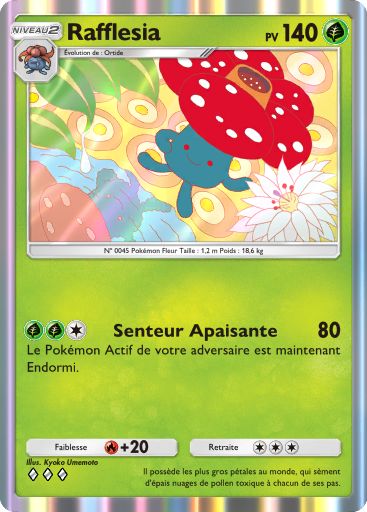 NIVEAU 2
Rafflesia
PV 140
Évolution de : Ortide
N° 0045 Pokémon Fleur Taille : 1,2 m Poids : 18,6 kg
Senteur Apaisante 80
Le Pokémon Actif de votre adversaire est maintenant
Endormi.
Faiblesse +20
Retraite
Illus. Kyoko Umemoto
Il possède les plus gros pétales au monde, qui sèment
d'épais nuages de pollen toxique à chacun de ses pas.